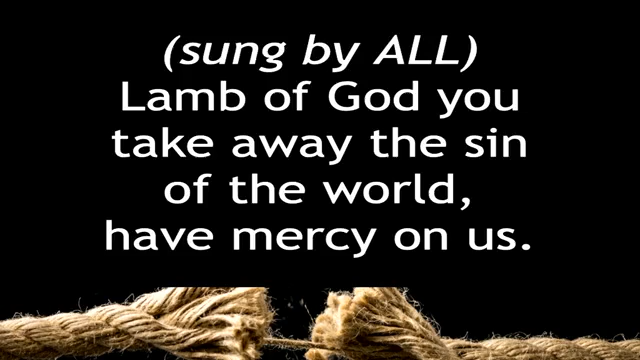 (sung by ALL)
Lamb of God you
take away the sin
of the world,
have mercy on us.